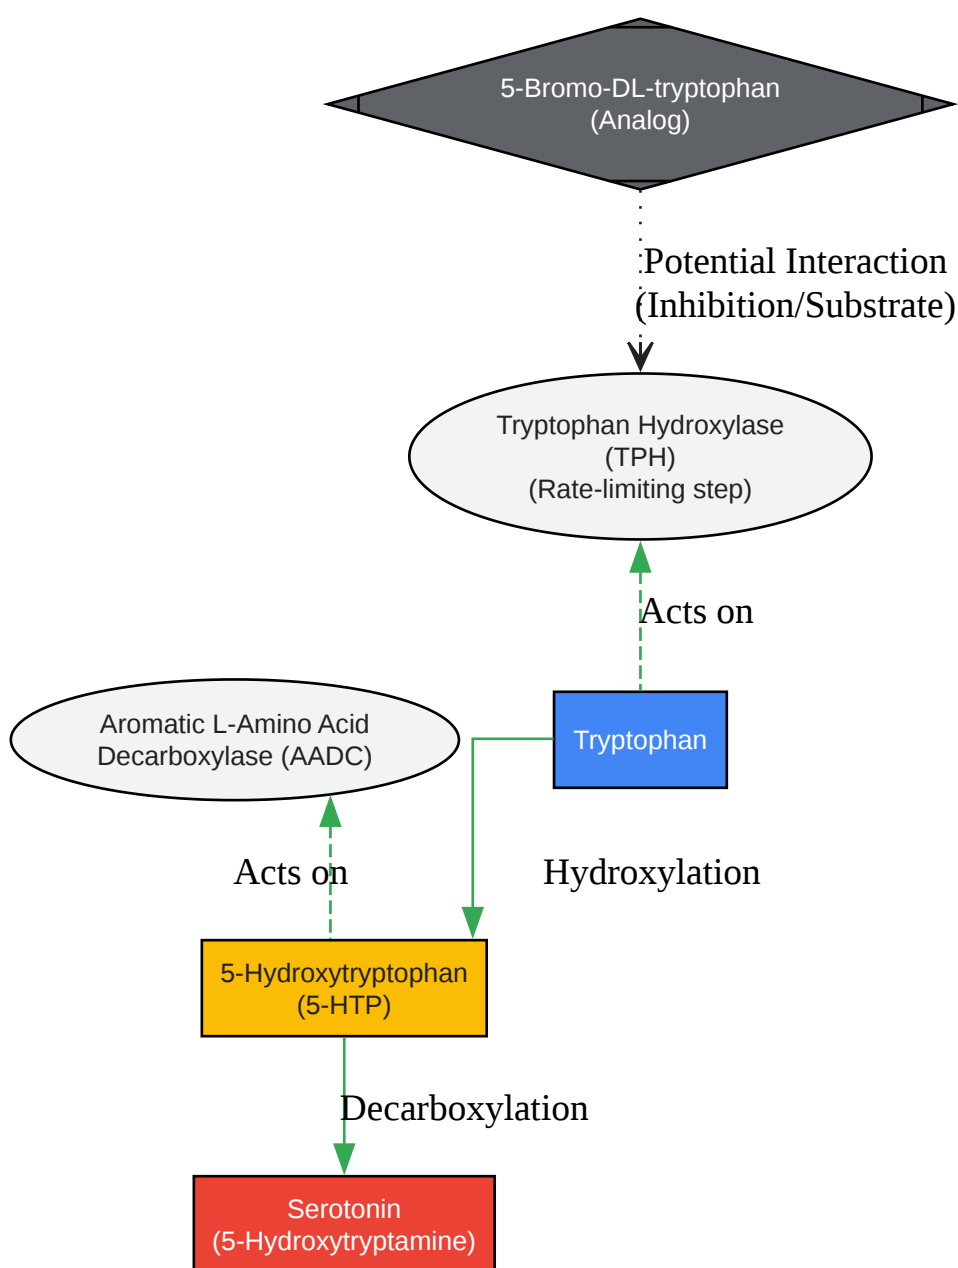 5-Bromo-DL-tryptophan
(Analog)
Potential Interaction
(Inhibition/Substrate)
Tryptophan Hydroxylase
(TPH)
(Rate-limiting step)
Acts on
Aromatic L-Amino Acid
Decarboxylase (AADC)
Tryptophan
Acts on
Hydroxylation
5-Hydroxytryptophan
(5-HTP)
Decarboxylation
Serotonin
(5-Hydroxytryptamine)